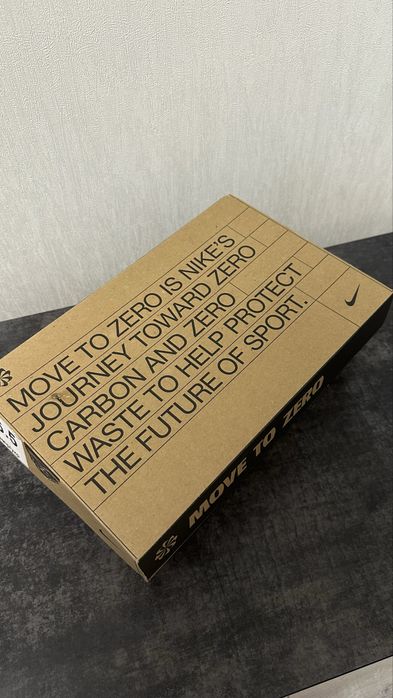 MOVE TO ZERO IS NIKE'S
JOURNEY TOWARD ZERO
CARBON AND ZERO
WASTE TO HELP PROTECT
THE FUTURE OF SPORT.
MOVE TO ZERO